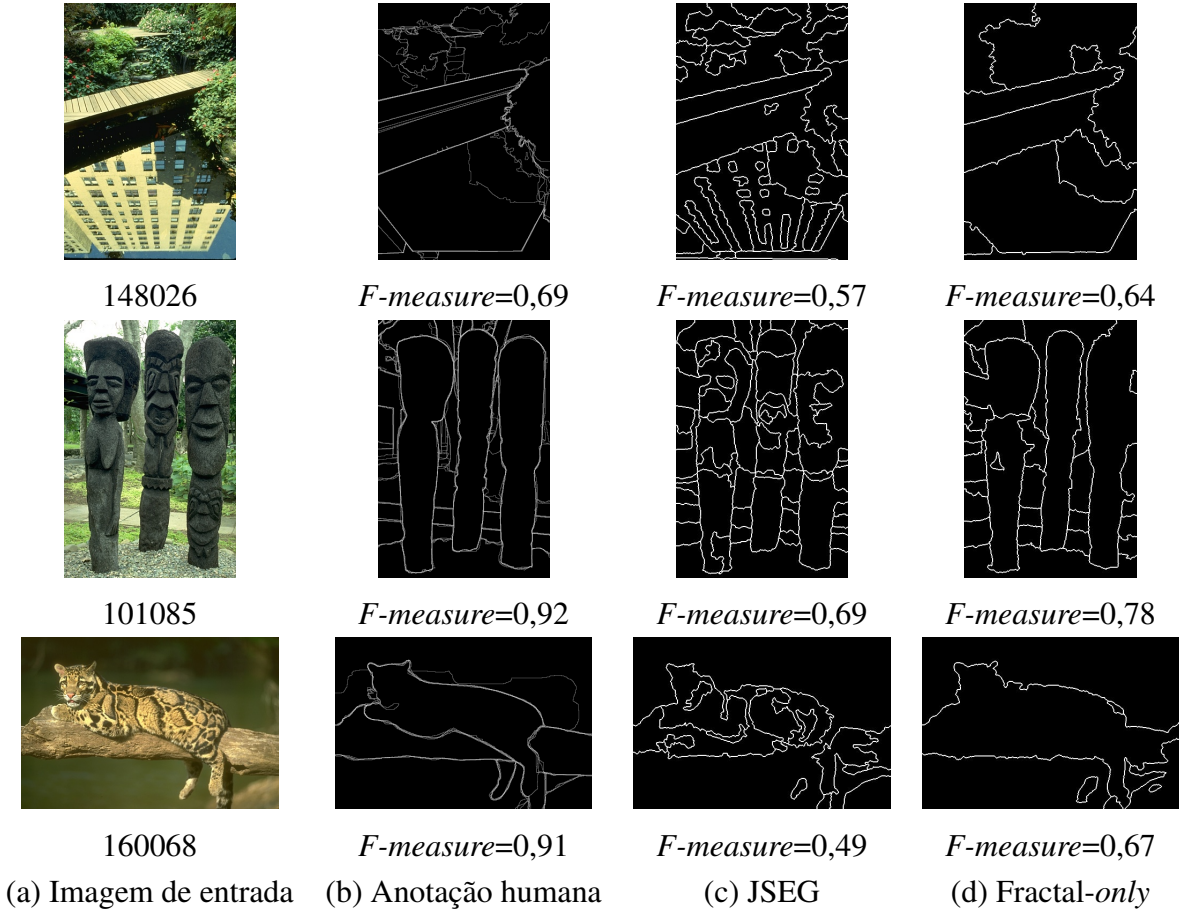 148026 F-measure=0,69 F-measure=0,57 F-measure=0,64
101085 F-measure=0,92 F-measure=0,69 F-measure=0,78
160068 F-measure=0,91 F-measure=0,49 F-measure=0,67
(a) Imagem de entrada (b) Anotação humana (c) JSEG (d) Fractal-only